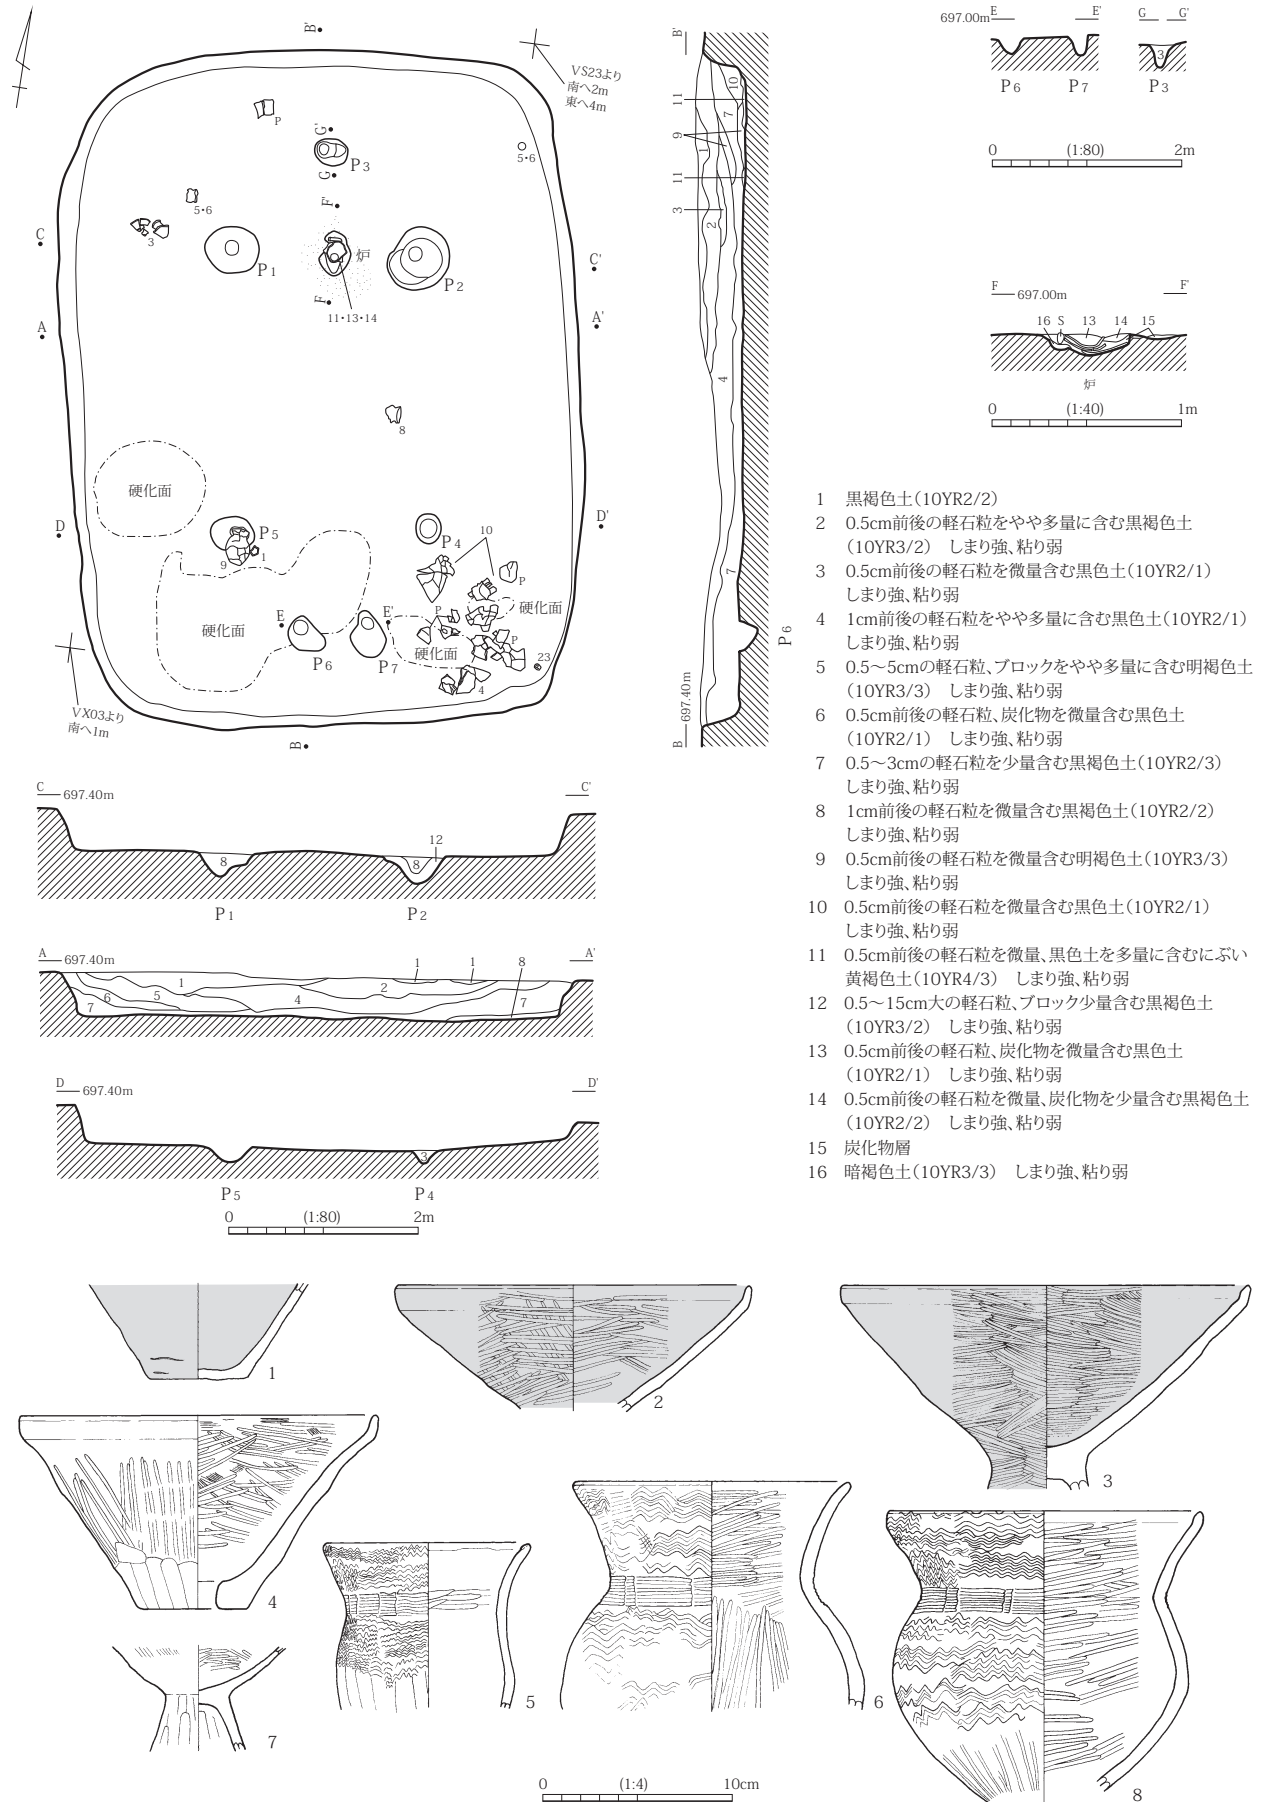 B'
VS23より
南へ2m
東へ4m
P
G'
P3
G
5・6
5・6
3
F'
C
P1
炉
P2
C'
F
11・13・14
A
A'
8
硬化面
D
P5
1
9
P4
10
D'
P
硬化面
硬化面
E
P6
E'
P7
P
硬化面
P
23
4
VX03より
南へ1m
B
B'
10
11
7
9
1
11
3
2
4
7
P6
B 697.40m
697.00m E E' G G'
3
P6 P7 P3
0 (1:80) 2m
F 697.00m F'
16 S 13 14 15
炉
0 (1:40) 1m
1 黒褐色土(10YR2/2)
2 0.5cm前後の軽石粒をやや多量に含む黒褐色土
(10YR3/2) しまり強、粘り弱
3 0.5cm前後の軽石粒を微量含む黒色土(10YR2/1)
しまり強、粘り弱
4 1cm前後の軽石粒をやや多量に含む黒色土(10YR2/1)
しまり強、粘り弱
5 0.5～5cmの軽石粒、ブロックをやや多量に含む明褐色土
(10YR3/3) しまり強、粘り弱
6 0.5cm前後の軽石粒、炭化物を微量含む黒色土
(10YR2/1) しまり強、粘り弱
7 0.5～3cmの軽石粒を少量含む黒褐色土(10YR2/3)
しまり強、粘り弱
8 1cm前後の軽石粒を微量含む黒褐色土(10YR2/2)
しまり強、粘り弱
9 0.5cm前後の軽石粒を微量含む明褐色土(10YR3/3)
しまり強、粘り弱
10 0.5cm前後の軽石粒を微量含む黒色土(10YR2/1)
しまり強、粘り弱
11 0.5cm前後の軽石粒を微量、黒色土を多量に含むにぶい
黄褐色土(10YR4/3) しまり強、粘り弱
12 0.5～15cm大の軽石粒、ブロック少量含む黒褐色土
(10YR3/2) しまり強、粘り弱
13 0.5cm前後の軽石粒、炭化物を微量含む黒色土
(10YR2/1) しまり強、粘り弱
14 0.5cm前後の軽石粒を微量、炭化物を少量含む黒褐色土
(10YR2/2) しまり強、粘り弱
15 炭化物層
16 暗褐色土(10YR3/3) しまり強、粘り弱
C 697.40m C'
8 8 12
P1 P2
A 697.40m A'
1 1 1 8
7 6 5 4 2 7
D 697.40m D'
3
P5 P4
0 (1:80) 2m
1
2
3
4
5
6
7
8
0 (1:4) 10cm